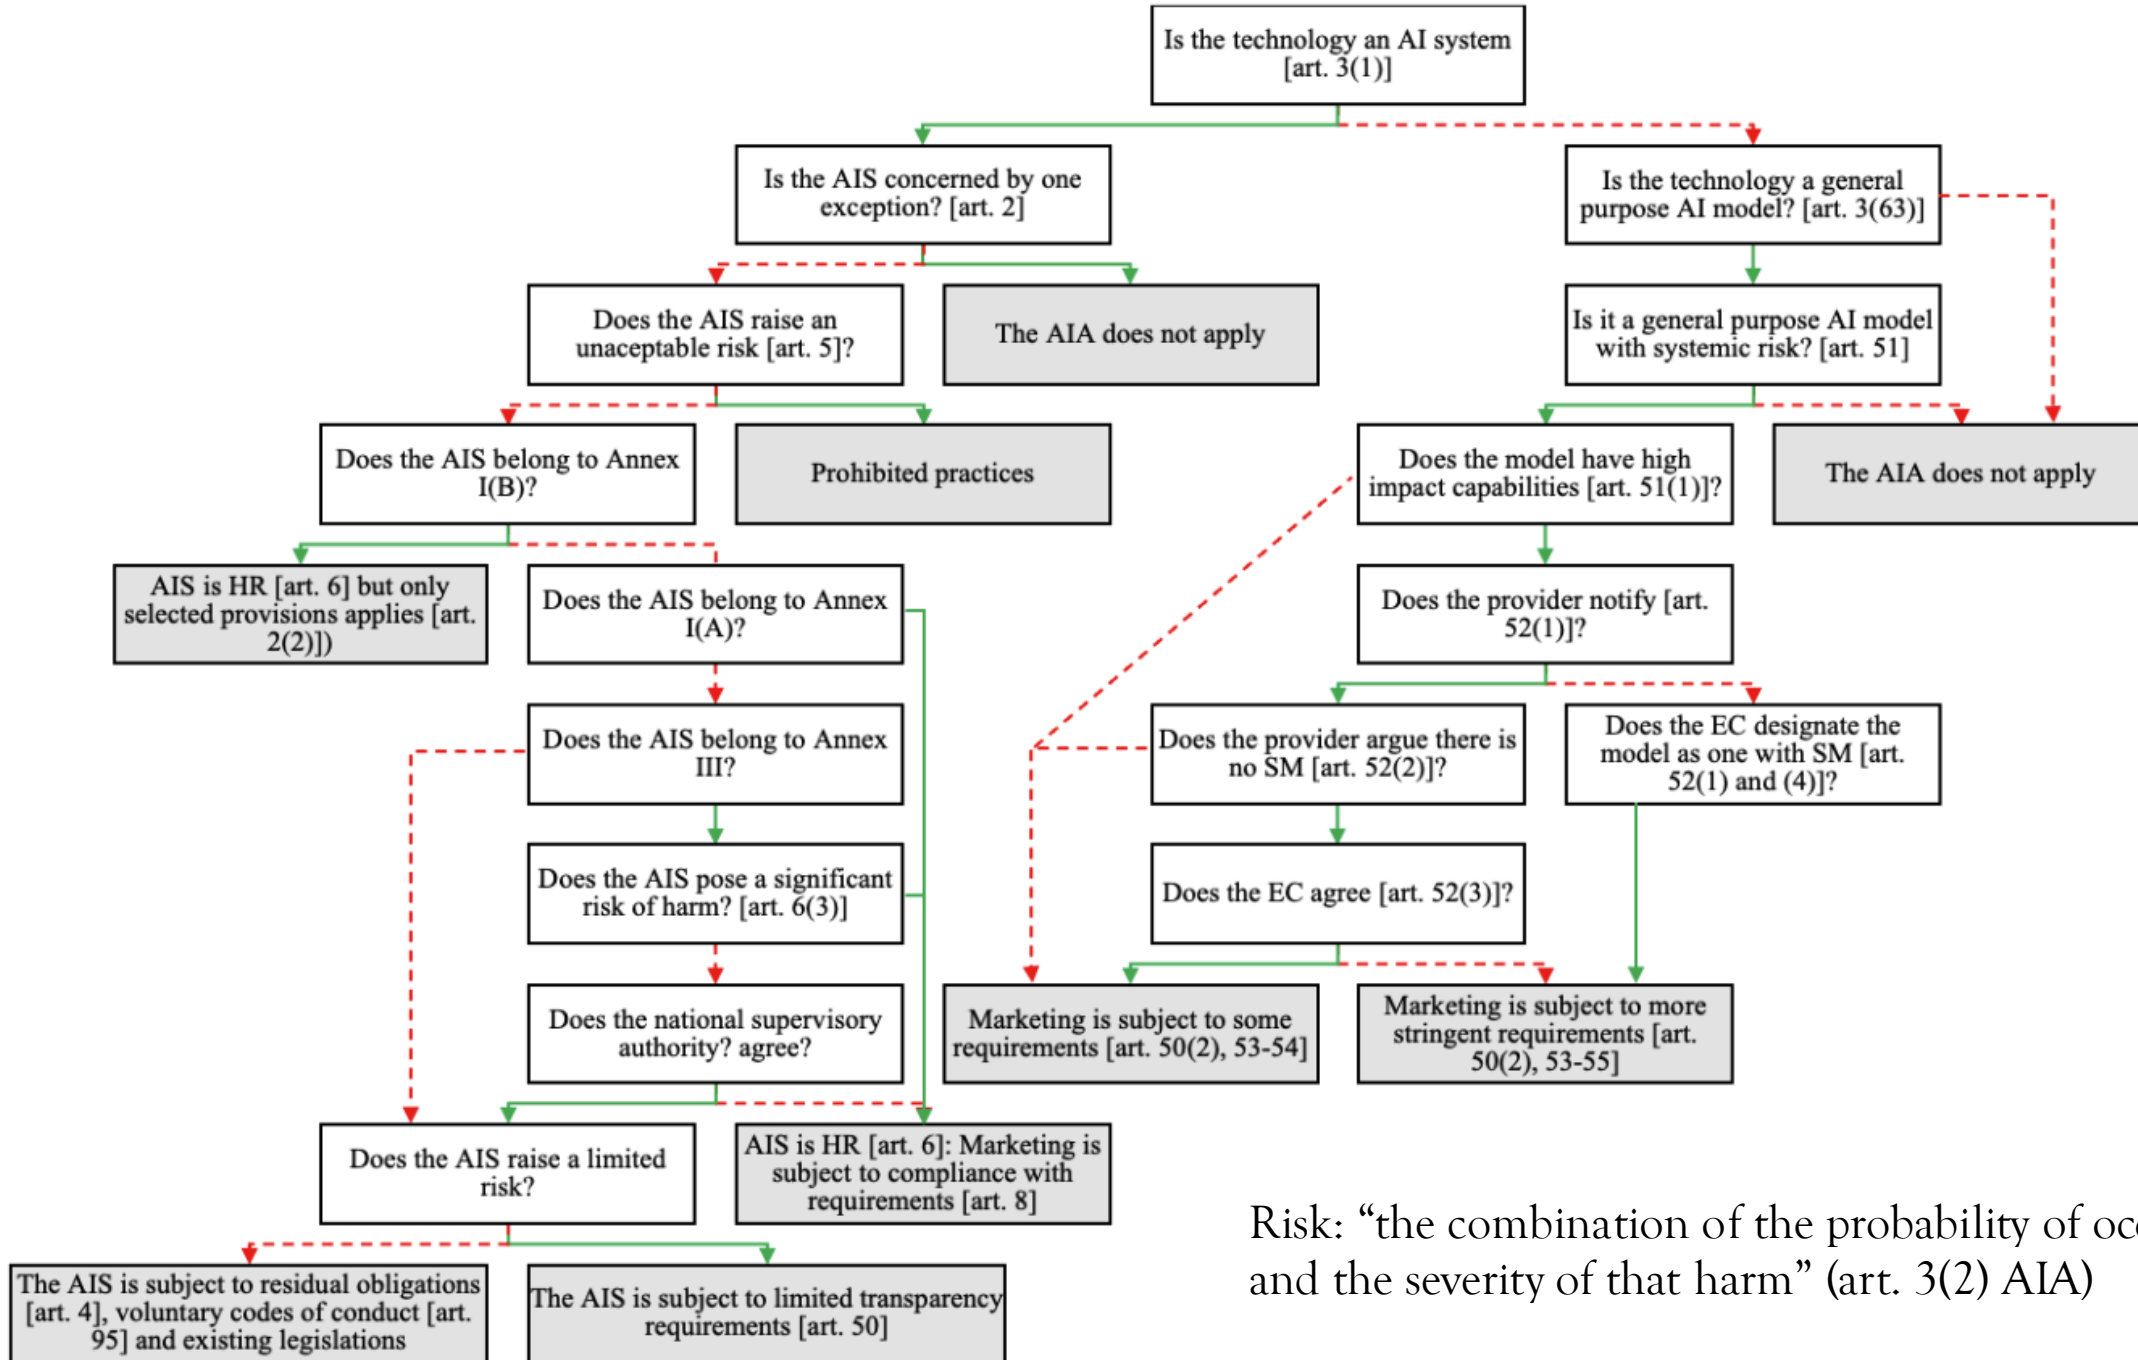 Is the technology an AI system
[art. 3(1)]
Is the AIS concerned by one
exception? [art. 2]
Is the technology a general
purpose AI model? [art. 3(63)]
Does the AIS raise an
unaceptable risk [art. 5]?
The AIA does not apply
Is it a general purpose AI model
with systemic risk? [art. 51]
Does the AIS belong to Annex
I(B)?
Prohibited practices
Does the model have high
impact capabilities [art. 51(1)]?
The AIA does not apply
AIS is HR [art. 6] but only
selected provisions applies [art.
2(2)])
Does the AIS belong to Annex
I(A)?
Does the provider notify [art.
52(1)]?
Does the AIS belong to Annex
III?
Does the provider argue there is
no SM [art. 52(2)]?
Does the EC designate the
model as one with SM [art.
52(1) and (4)]?
Does the AIS pose a significant
risk of harm? [art. 6(3)]
Does the EC agree [art. 52(3)]?
Does the national supervisory
authority? agree?
Marketing is subject to some
requirements [art. 50(2), 53-54]
Marketing is subject to more
stringent requirements [art.
50(2), 53-55]
Does the AIS raise a limited
risk?
AIS is HR [art. 6]: Marketing is
subject to compliance with
requirements [art. 8]
The AIS is subject to residual obligations
[art. 4], voluntary codes of conduct [art.
95] and existing legislations
The AIS is subject to limited transparency
requirements [art. 50]
Risk: “the combination of the probability of
and the severity of that harm” (art. 3(2) AIA)